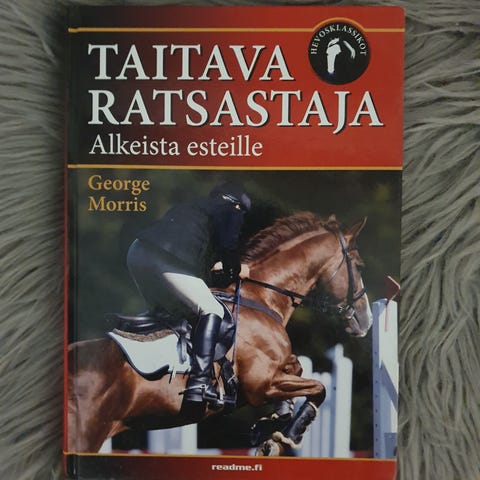 HEVOSKLASSIKOT
TAITAVA
RATSASTAJA
Alkeista esteille
George
Morris
readme.fi